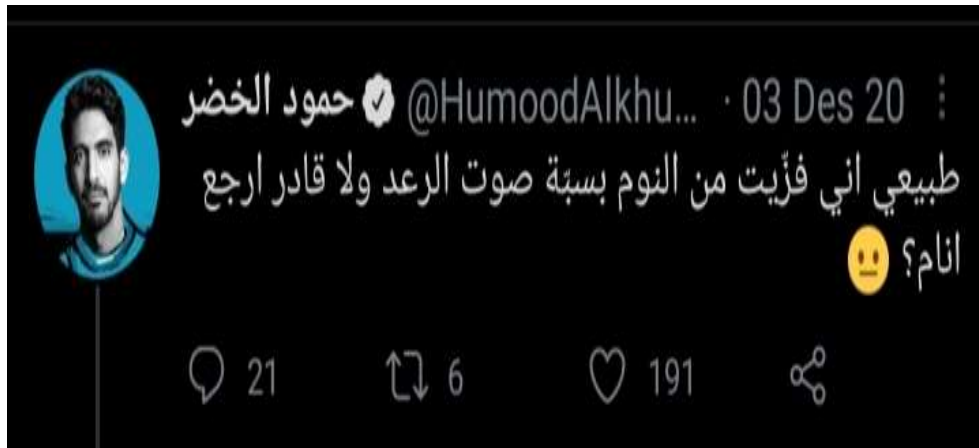 حمود الخضر @HumoodAlkhu... · 03 Des 20
طبيعي اني فزّيت من النوم بسبّة صوت الرعد ولا قادر ارجع
انام؟ 😐
21 6 191